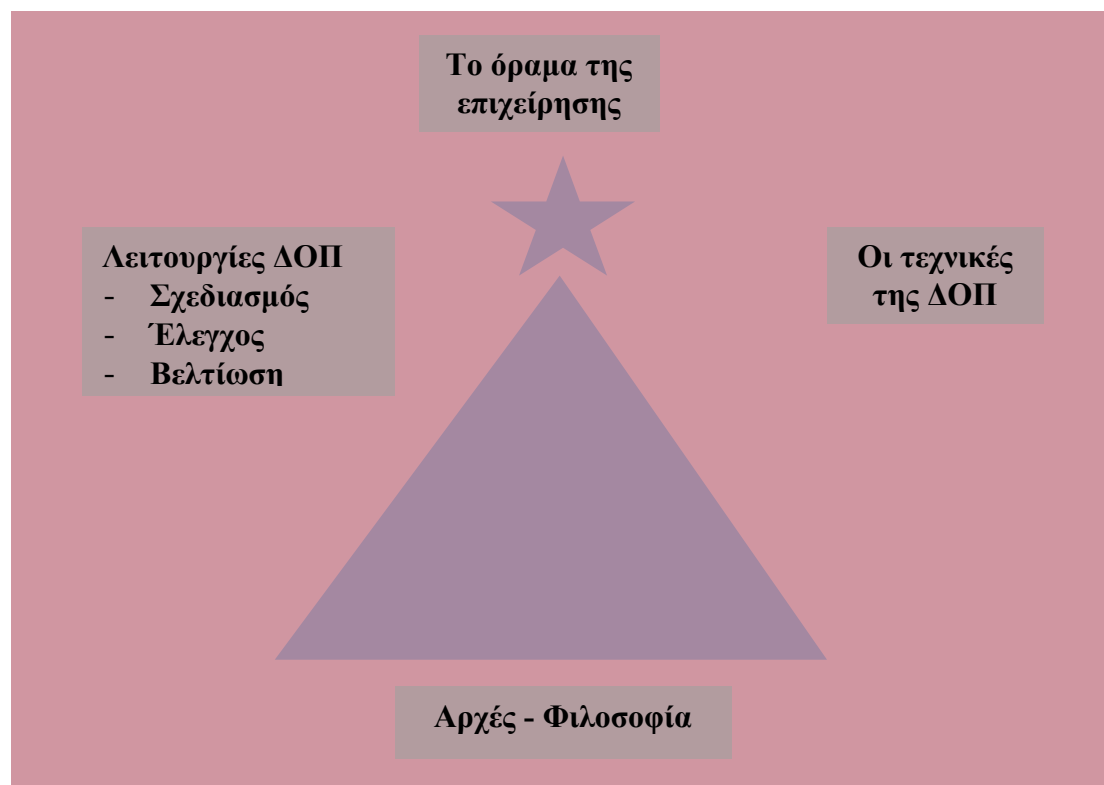 Το όραμα της
επιχείρησης
Λειτουργίες ΔΟΠ
- Σχεδιασμός
- Έλεγχος
- Βελτίωση
Οι τεχνικές
της ΔΟΠ
Αρχές - Φιλοσοφία